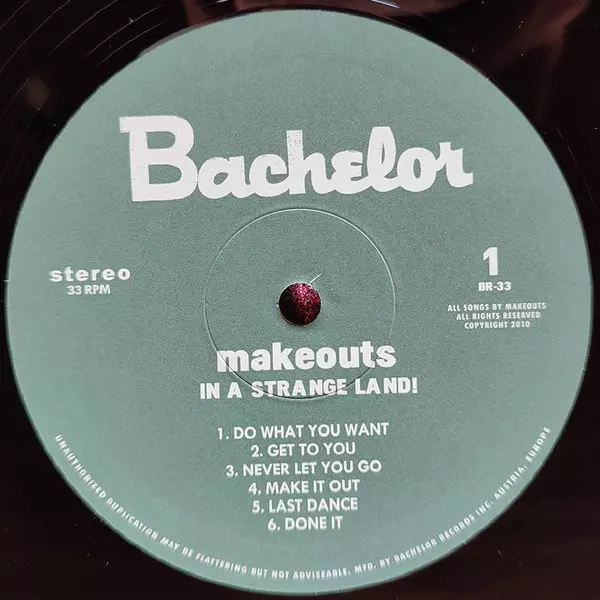 Bachelor
stereo
33 RPM
1
BR-33
ALL SONGS BY MAKEOUTS
ALL RIGHTS RESERVED
COPYRIGHT 2010
makeouts
IN A STRANGE LAND!
1. DO WHAT YOU WANT
2. GET TO YOU
3. NEVER LET YOU GO
4. MAKE IT OUT
5. LAST DANCE
6. DONE IT
UNAUTHORIZED DUPLICATION MAY BE FLATTERING BUT NOT ADVISEABLE. MFD. BY BACHELOR RECORDS INC. AUSTRIA, EUROPE